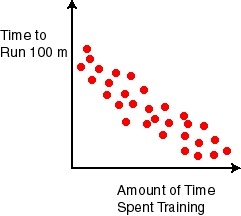 Time to
Run 100 m
Amount of Time
Spent Training